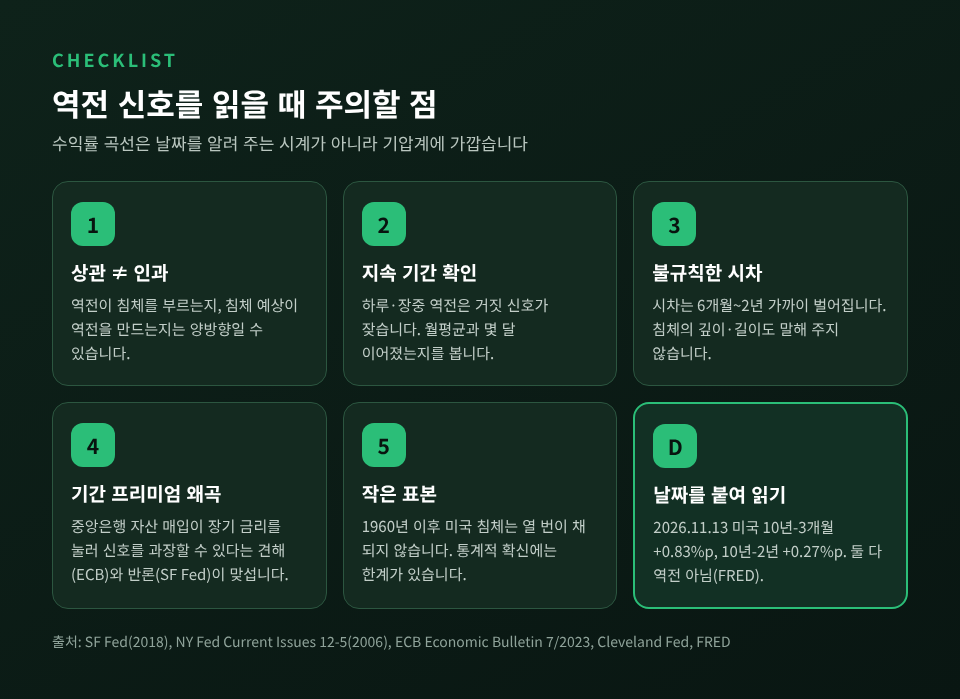 CHECKLIST
역전 신호를 읽을 때 주의할 점
수익률 곡선은 날짜를 알려 주는 시계가 아니라 기압계에 가깝습니다
1
상관 ≠ 인과
역전이 침체를 부르는지, 침체 예상이
역전을 만드는지는 양방향일 수
있습니다.
2
지속 기간 확인
하루·장중 역전은 거짓 신호가
잦습니다. 월평균과 몇 달
이어졌는지를 봅니다.
3
불규칙한 시차
시차는 6개월~2년 가까이 벌어집니다.
침체의 깊이·길이도 말해 주지
않습니다.
4
기간 프리미엄 왜곡
중앙은행 자산 매입이 장기 금리를
눌러 신호를 과장할 수 있다는 견해
(ECB)와 반론(SF Fed)이 맞섭니다.
5
작은 표본
1960년 이후 미국 침체는 열 번이 채
되지 않습니다. 통계적 확신에는
한계가 있습니다.
D
날짜를 붙여 읽기
2026.11.13 미국 10년-3개월
+0.83%p, 10년-2년 +0.27%p. 둘 다
역전 아님(FRED).
출처: SF Fed(2018), NY Fed Current Issues 12-5(2006), ECB Economic Bulletin 7/2023, Cleveland Fed, FRED